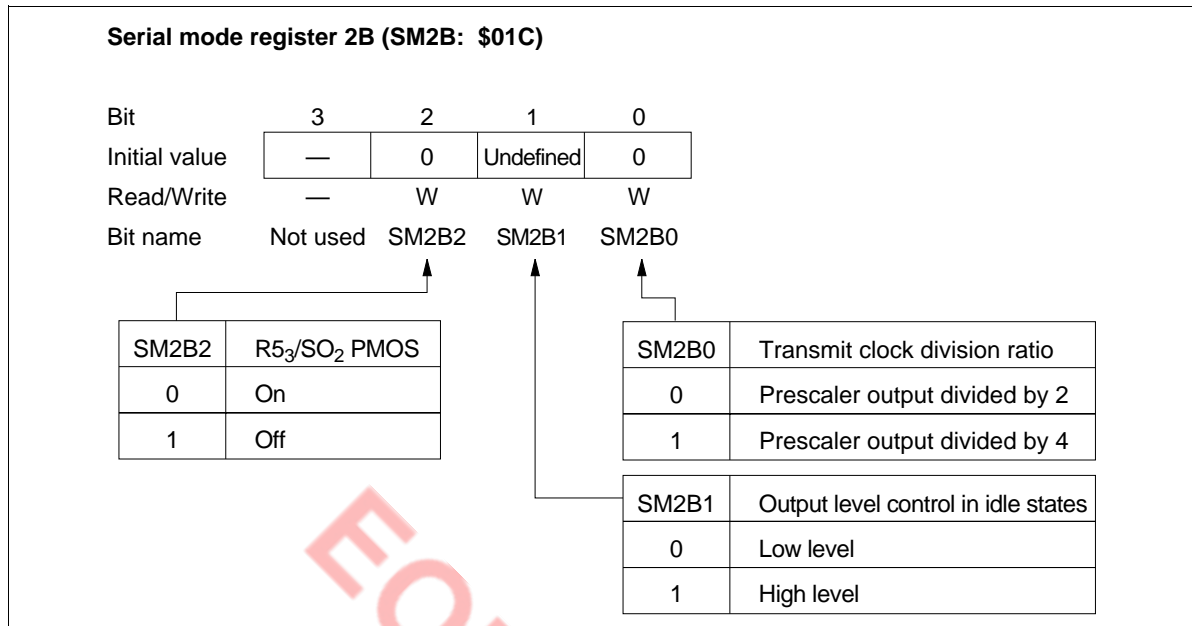 Serial mode register 2B (SM2B: $01C)
Bit 3 2 1 0
Initial value — 0 Undefined 0
Read/Write — W W W
Bit name Not used SM2B2 SM2B1 SM2B0
SM2B2 R5₃/SO₂ PMOS
0 On
1 Off
SM2B0 Transmit clock division ratio
0 Prescaler output divided by 2
1 Prescaler output divided by 4
SM2B1 Output level control in idle states
0 Low level
1 High level